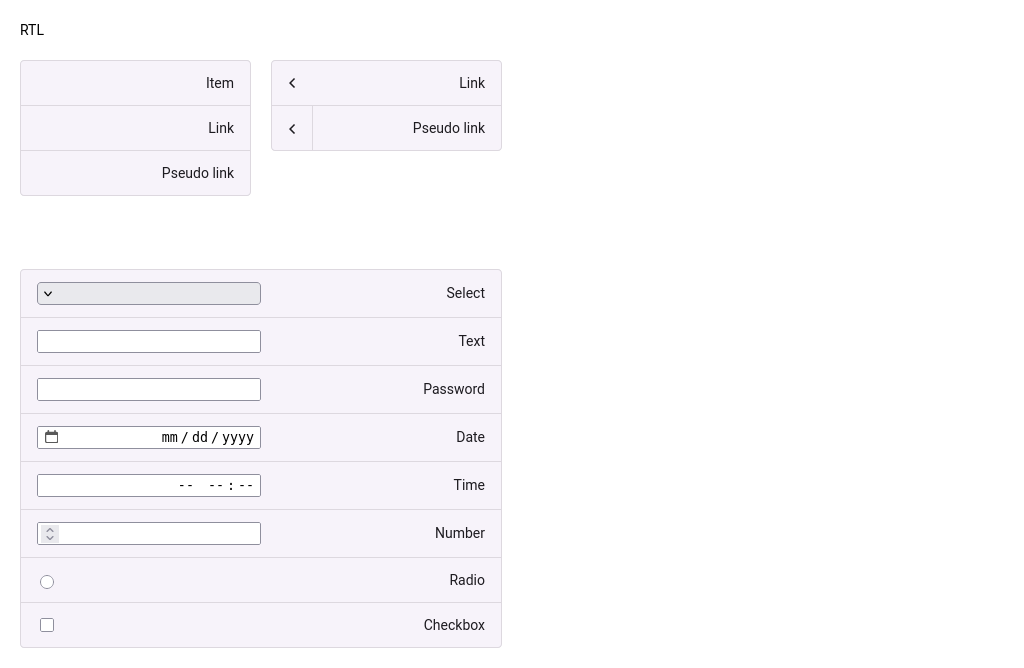 RTL
Item
Link
Pseudo link
Link
Pseudo link
Select
Text
Password
Date
mm/dd/yyyy
Time
-- --:--
Number
Radio
Checkbox